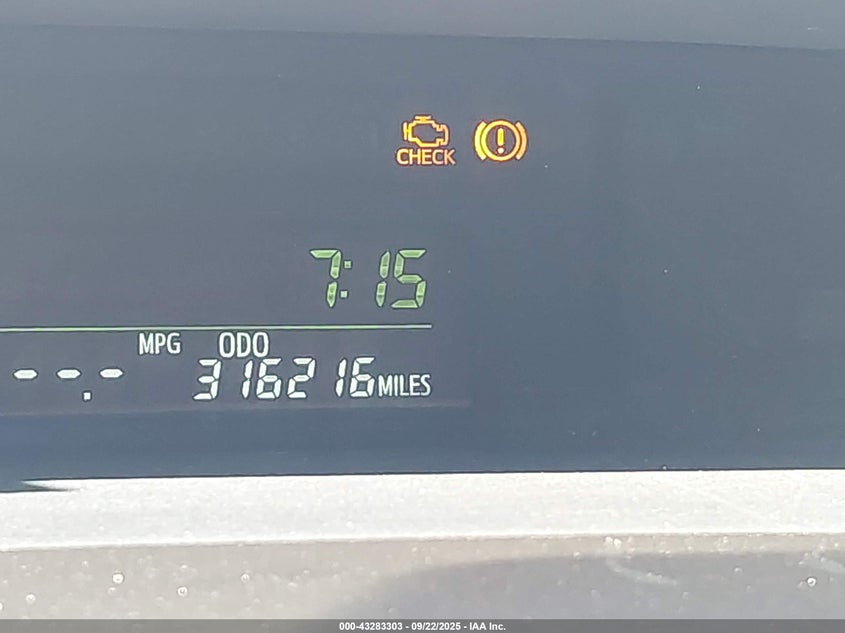 CHECK
7:15
MPG ODO
--.- 316216 MILES
000-43283303 - 09/22/2025 - IAA Inc.